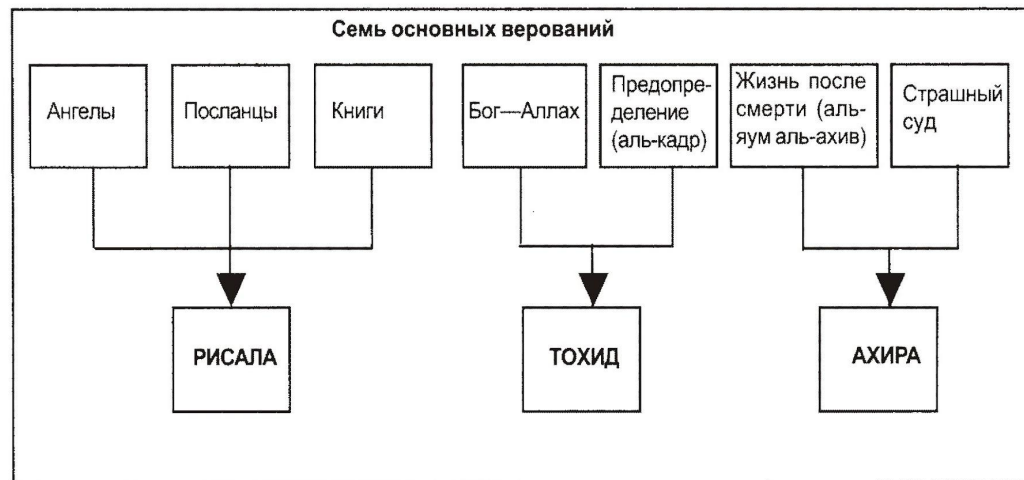 Семь основных верований
Ангелы
Посланцы
Книги
Бог—Аллах
Предопре-
деление
(аль-кадр)
Жизнь после
смерти (аль-
яум аль-ахив)
Страшный
суд
РИСАЛА
ТОХИД
АХИРА